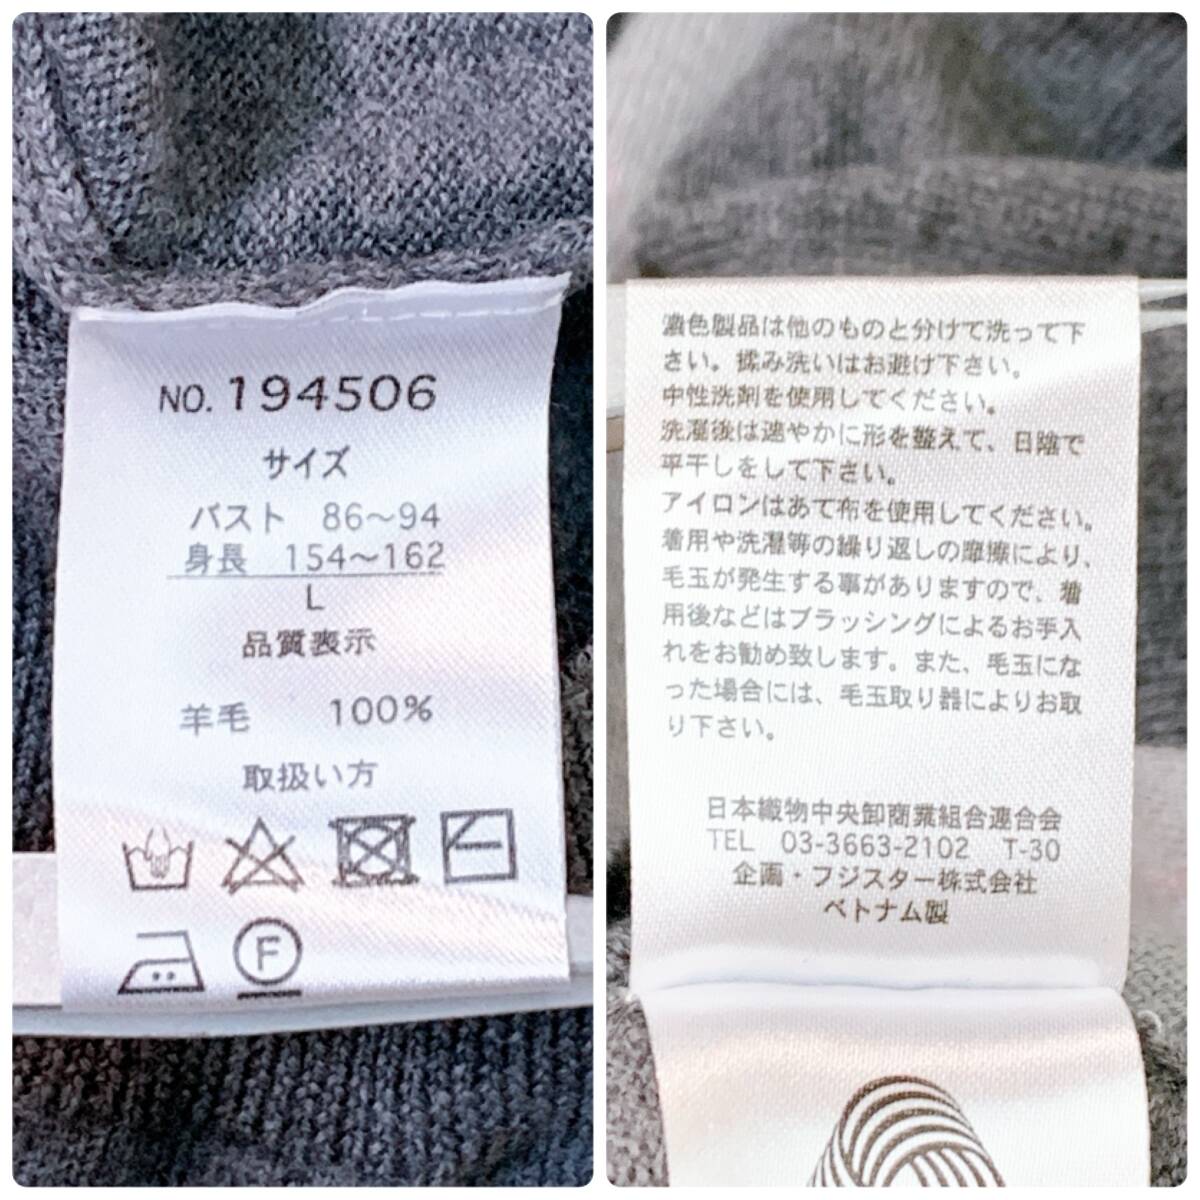 NO. 194506
サイズ
バスト 86～94
身長 154～162
L
品質表示
羊毛 100%
取扱い方
F
濃色製品は他のものと分けて洗って下
さい。揉み洗いはお避け下さい。
中性洗剤を使用してください。
洗濯後は速やかに形を整えて、日陰で
平干しをして下さい。
アイロンはあて布を使用してください。
着用や洗濯等の繰り返しの摩擦により、
毛玉が発生する事がありますので、着
用後などはブラッシングによるお手入
れをお勧め致します。また、毛玉にな
った場合には、毛玉取り器によりお取
り下さい。
日本織物中央卸商業組合連合会
TEL 03-3663-2102 T-30
企画・フジスター株式会社
ベトナム製